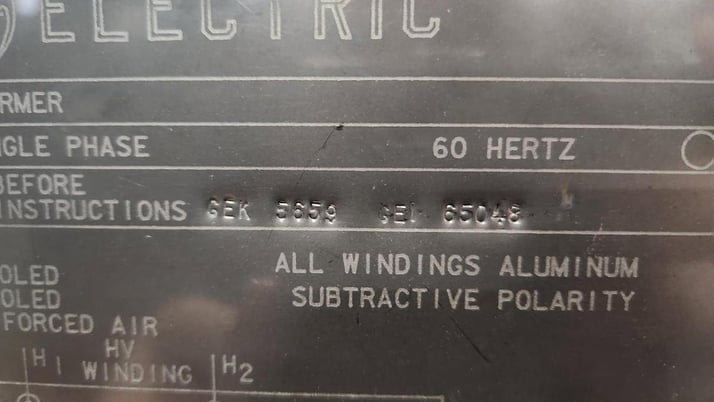 ELECTRIC
RMER
GLE PHASE 60 HERTZ
BEFORE
INSTRUCTIONS GEK 5659 GEI 65048
ALL WINDINGS ALUMINUM
OLED
SUBTRACTIVE POLARITY
OLED
FORCED AIR
HV
H1 WINDING H2